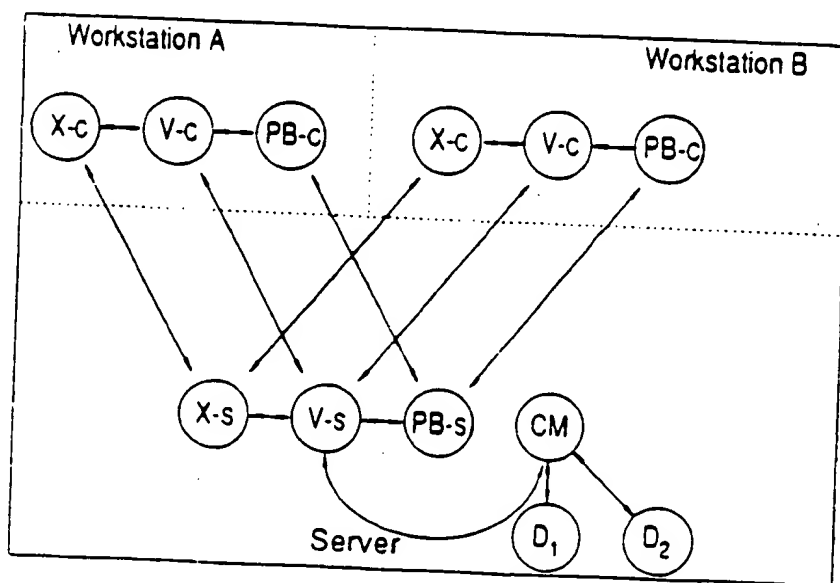 Workstation A
Workstation B
X-c V-c PB-c
X-c V-c PB-c
X-s V-s PB-s CM
Server
D₁ D₂